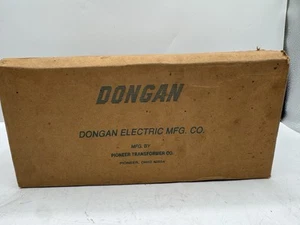 DONGAN
DONGAN ELECTRIC MFG. CO.
MFG. BY
PIONEER TRANSFORMER CO.